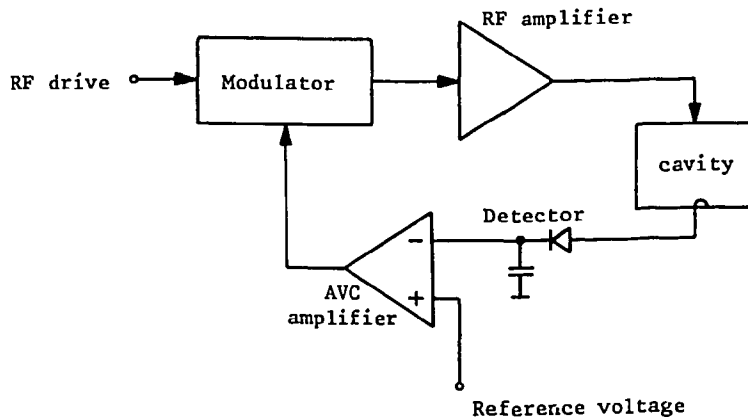 RF amplifier
RF drive
Modulator
cavity
Detector
−
+
AVC
amplifier
Reference voltage